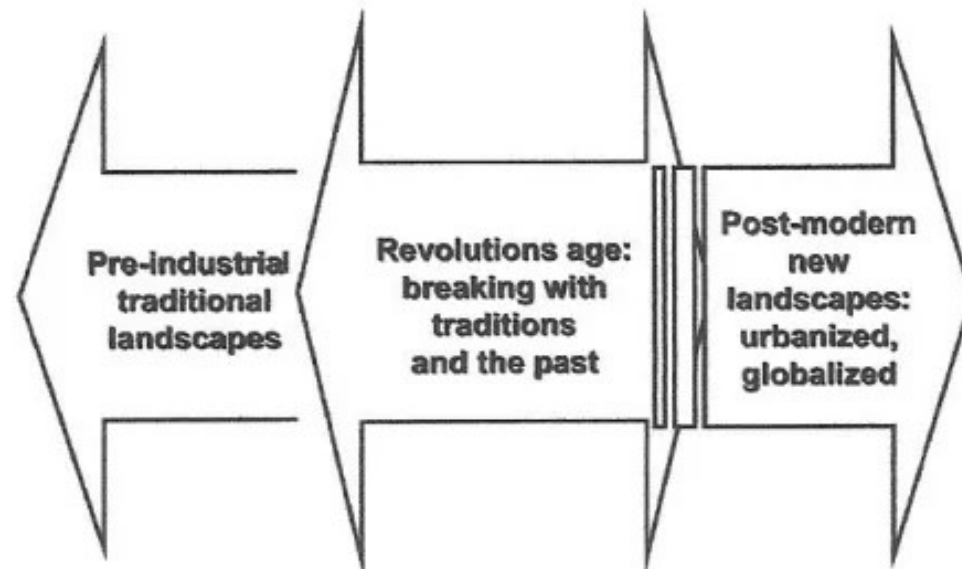 Pre-industrial
traditional
landscapes
Revolutions age:
breaking with
traditions
and the past
Post-modern
new
landscapes:
urbanized,
globalized